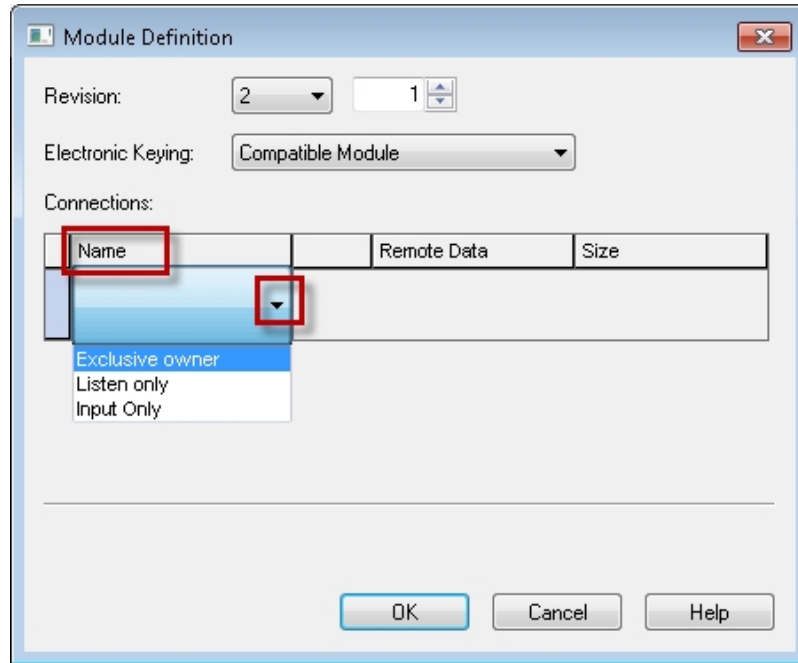 Module Definition
Revision: 2 1
Electronic Keying: Compatible Module
Connections:
Name Remote Data Size
Exclusive owner
Listen only
Input Only
OK Cancel Help